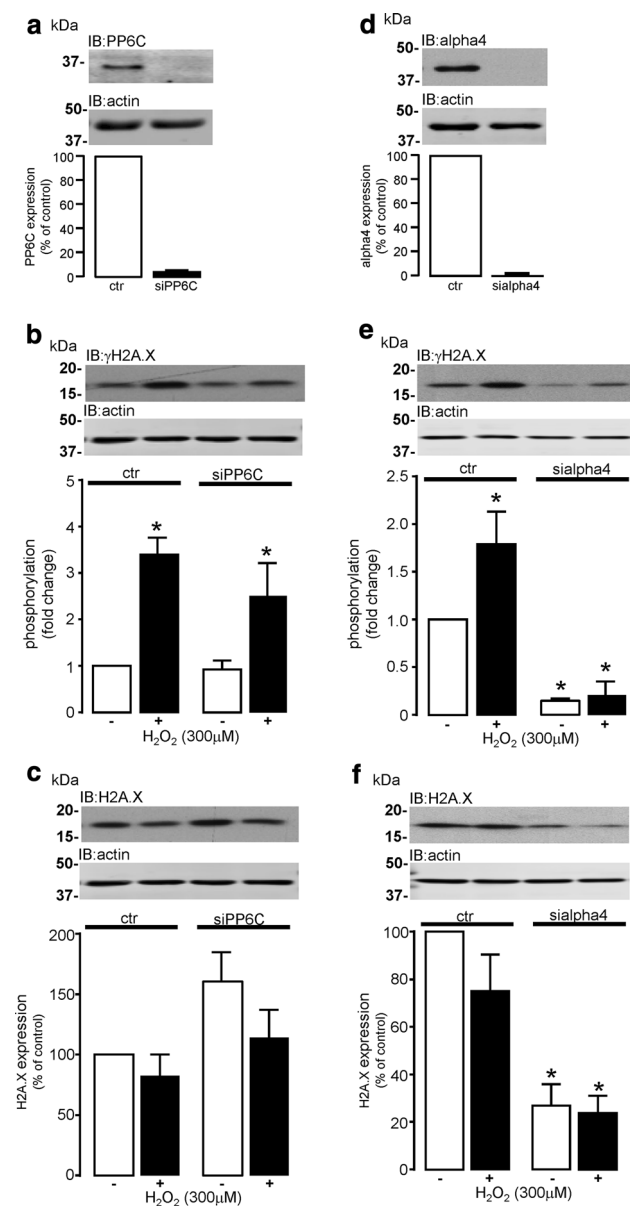 a
kDa
IB:PP6C
37-
IB:actin
50-
37-
PP6C expression
(% of control)
100
80
60
40
20
0
ctr
siPP6C
d
kDa
IB:alpha4
50-
37-
IB:actin
50-
37-
alpha4 expression
(% of control)
100
80
60
40
20
0
ctr
sialpha4
b
kDa
IB:γH2A.X
20-
15-
IB:actin
50-
37-
ctr
siPP6C
phosphorylation
(fold change)
5
4
3
2
1
0
*
*
- + - +
H₂O₂ (300µM)
e
kDa
IB:γH2A.X
20-
15-
IB:actin
50-
37-
ctr
sialpha4
phosphorylation
(fold change)
2.5
2.0
1.5
1.0
0.5
0
*
*
*
- + - +
H₂O₂ (300µM)
c
kDa
IB:H2A.X
20-
15-
IB:actin
50-
37-
ctr
siPP6C
H2A.X expression
(% of control)
200
150
100
50
0
- + - +
H₂O₂ (300µM)
f
kDa
IB:H2A.X
20-
15-
IB:actin
50-
37-
ctr
sialpha4
H2A.X expression
(% of control)
100
80
60
40
20
0
*
*
- + - +
H₂O₂ (300µM)